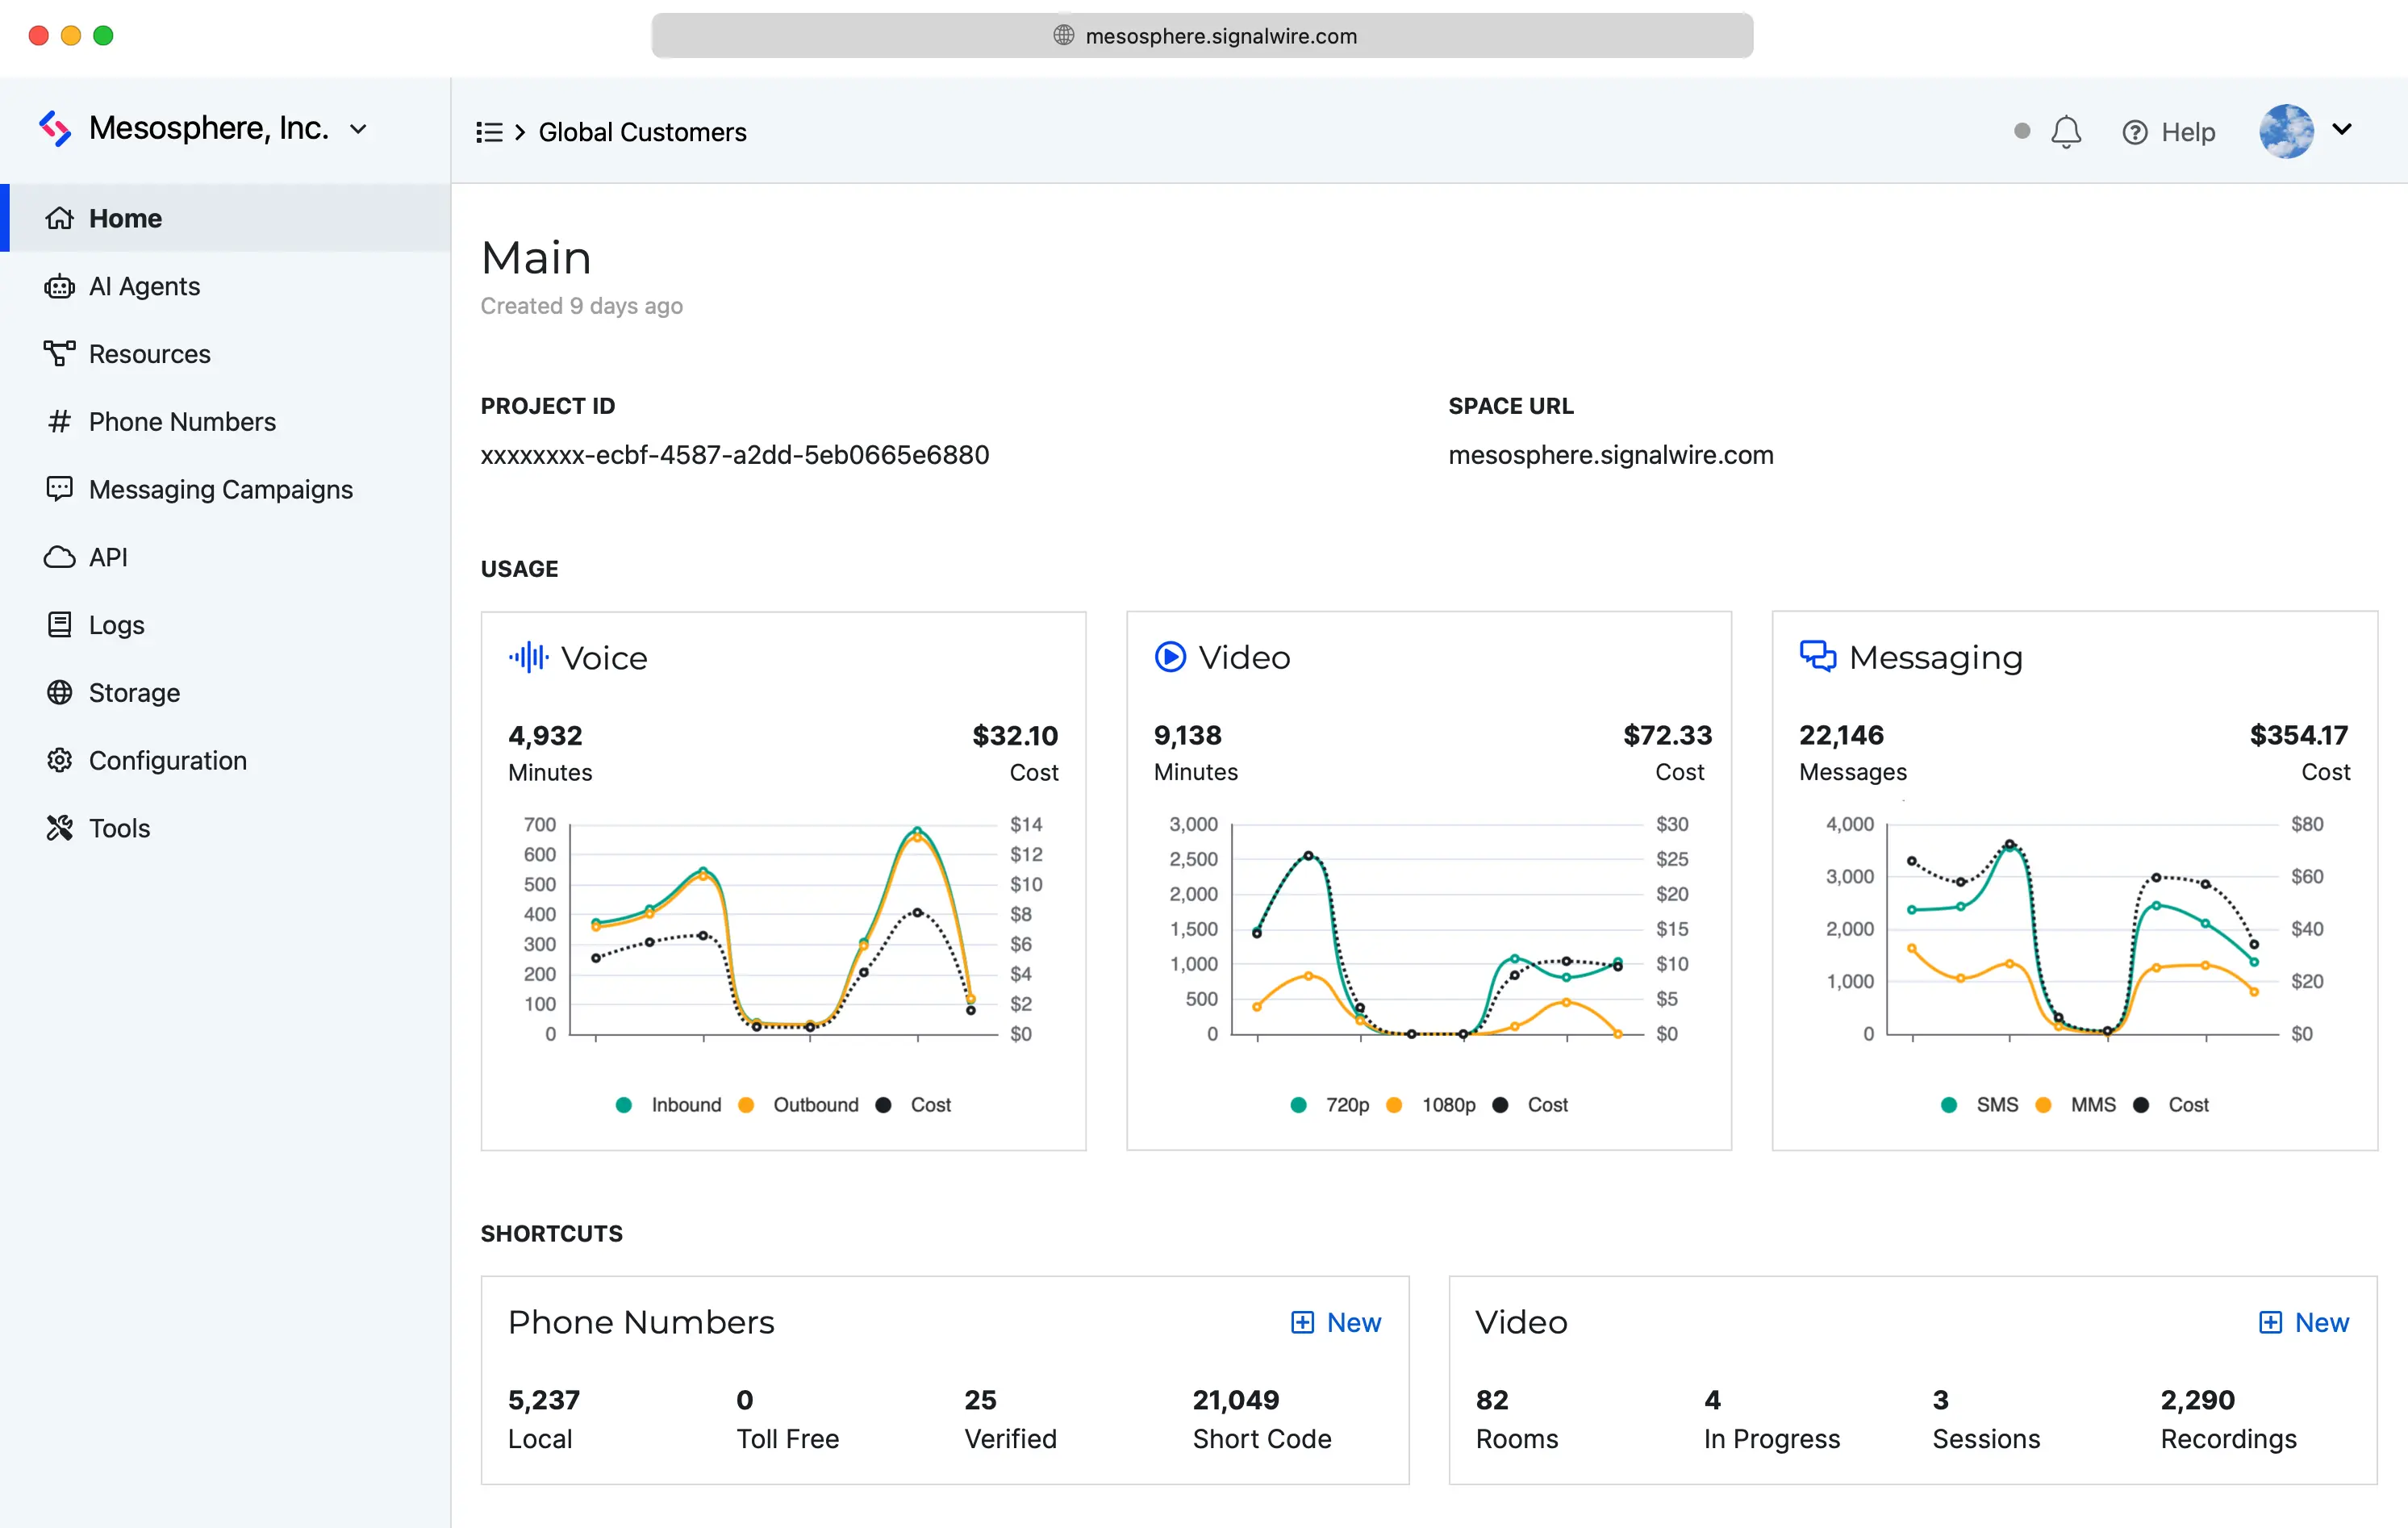 mesosphere.signalwire.com
Mesosphere, Inc.
Global Customers
Help
Home
AI Agents
Resources
Phone Numbers
Messaging Campaigns
API
Logs
Storage
Configuration
Tools
Main
Created 9 days ago
PROJECT ID
xxxxxxxx-ecbf-4587-a2dd-5eb0665e6880
SPACE URL
mesosphere.signalwire.com
USAGE
Voice
4,932 $32.10
Minutes Cost
700 $14
600 $12
500 $10
400 $8
300 $6
200 $4
100 $2
0 $0
Inbound Outbound Cost
Video
9,138 $72.33
Minutes Cost
3,000 $30
2,500 $25
2,000 $20
1,500 $15
1,000 $10
500 $5
0 $0
720p 1080p Cost
Messaging
22,146 $354.17
Messages Cost
4,000 $80
3,000 $60
2,000 $40
1,000 $20
0 $0
SMS MMS Cost
SHORTCUTS
Phone Numbers New
5,237 0 25 21,049
Local Toll Free Verified Short Code
Video New
82 4 3 2,290
Rooms In Progress Sessions Recordings